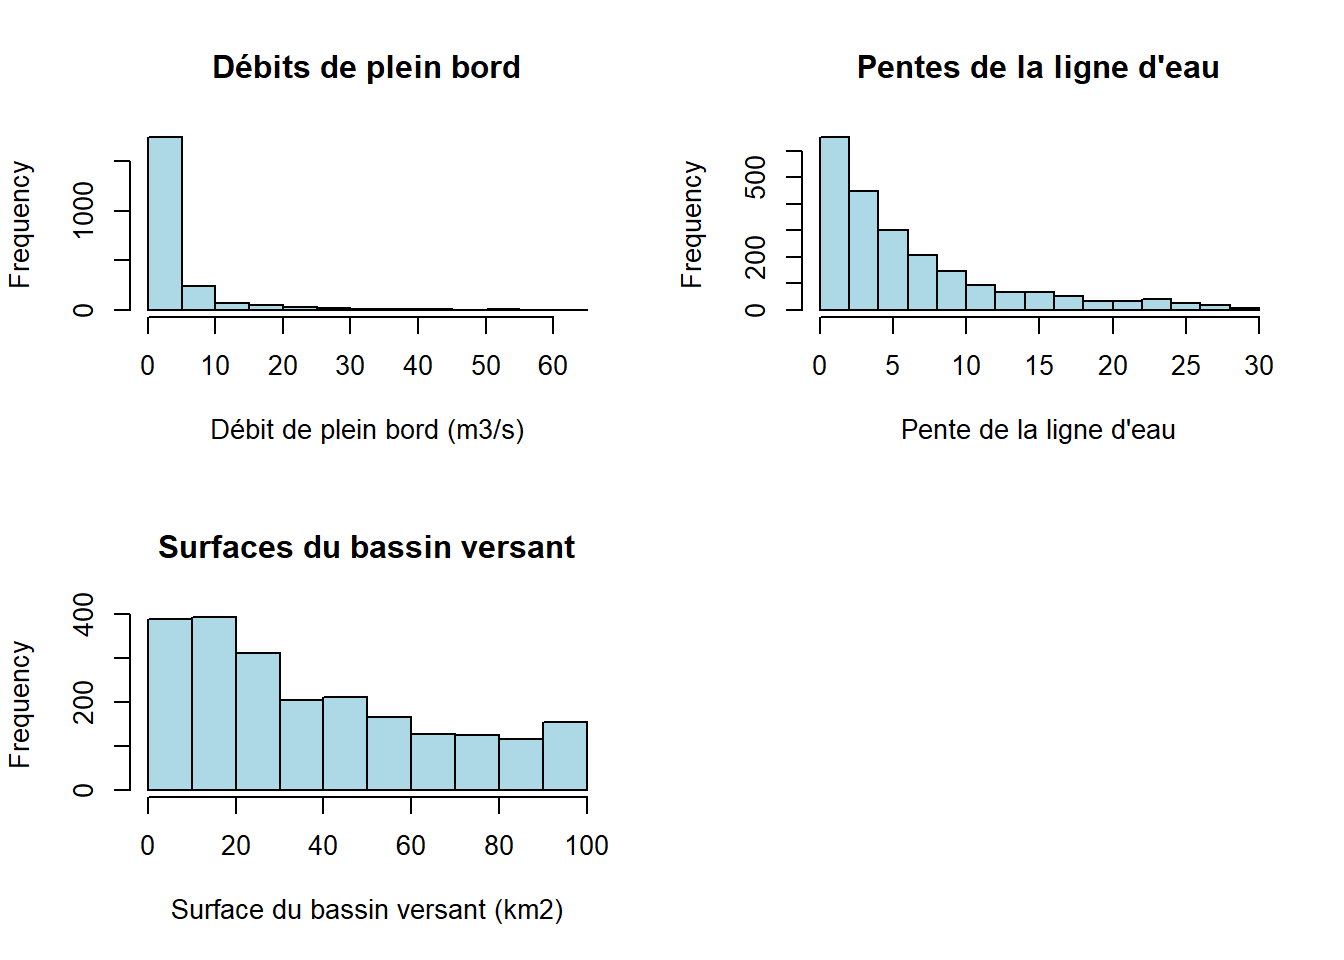 Débits de plein bord
Frequency
0 1000
0 10 20 30 40 50 60
Débit de plein bord (m3/s)
Pentes de la ligne d'eau
Frequency
0 200 500
0 5 10 15 20 25 30
Pente de la ligne d'eau
Surfaces du bassin versant
Frequency
0 200 400
0 20 40 60 80 100
Surface du bassin versant (km2)